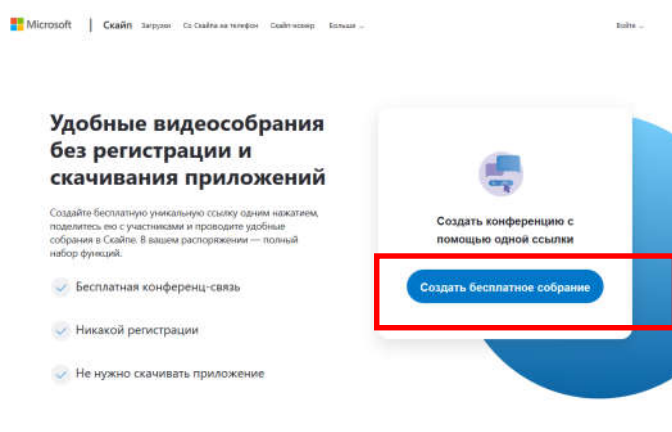 Microsoft | Скайп Загрузки Со Скайпа на телефон Скайп-номер Больше Войти
Удобные видеособрания
без регистрации и
скачивания приложений
Создайте бесплатную уникальную ссылку одним нажатием,
поделитесь ею с участниками и проводите удобные
собрания в Скайпе. В вашем распоряжении — полный
набор функций.
Бесплатная конференц-связь
Никакой регистрации
Не нужно скачивать приложение
Создать конференцию с
помощью одной ссылки
Создать бесплатное собрание